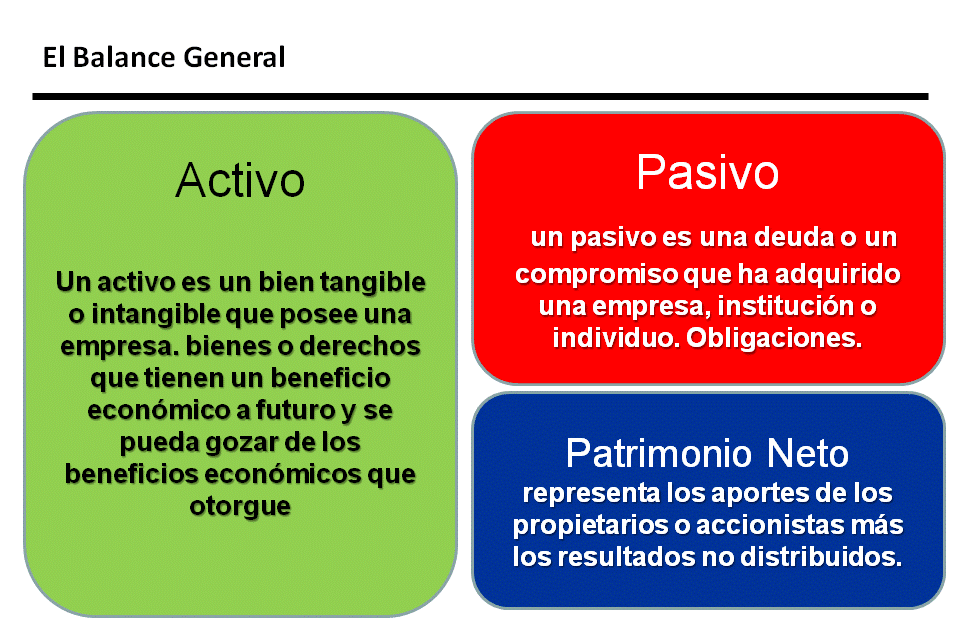 El Balance General
Activo
Un activo es un bien tangible
o intangible que posee una
empresa. bienes o derechos
que tienen un beneficio
económico a futuro y se
pueda gozar de los
beneficios económicos que
otorgue
Pasivo
un pasivo es una deuda o un
compromiso que ha adquirido
una empresa, institución o
individuo. Obligaciones.
Patrimonio Neto
representa los aportes de los
propietarios o accionistas más
los resultados no distribuidos.